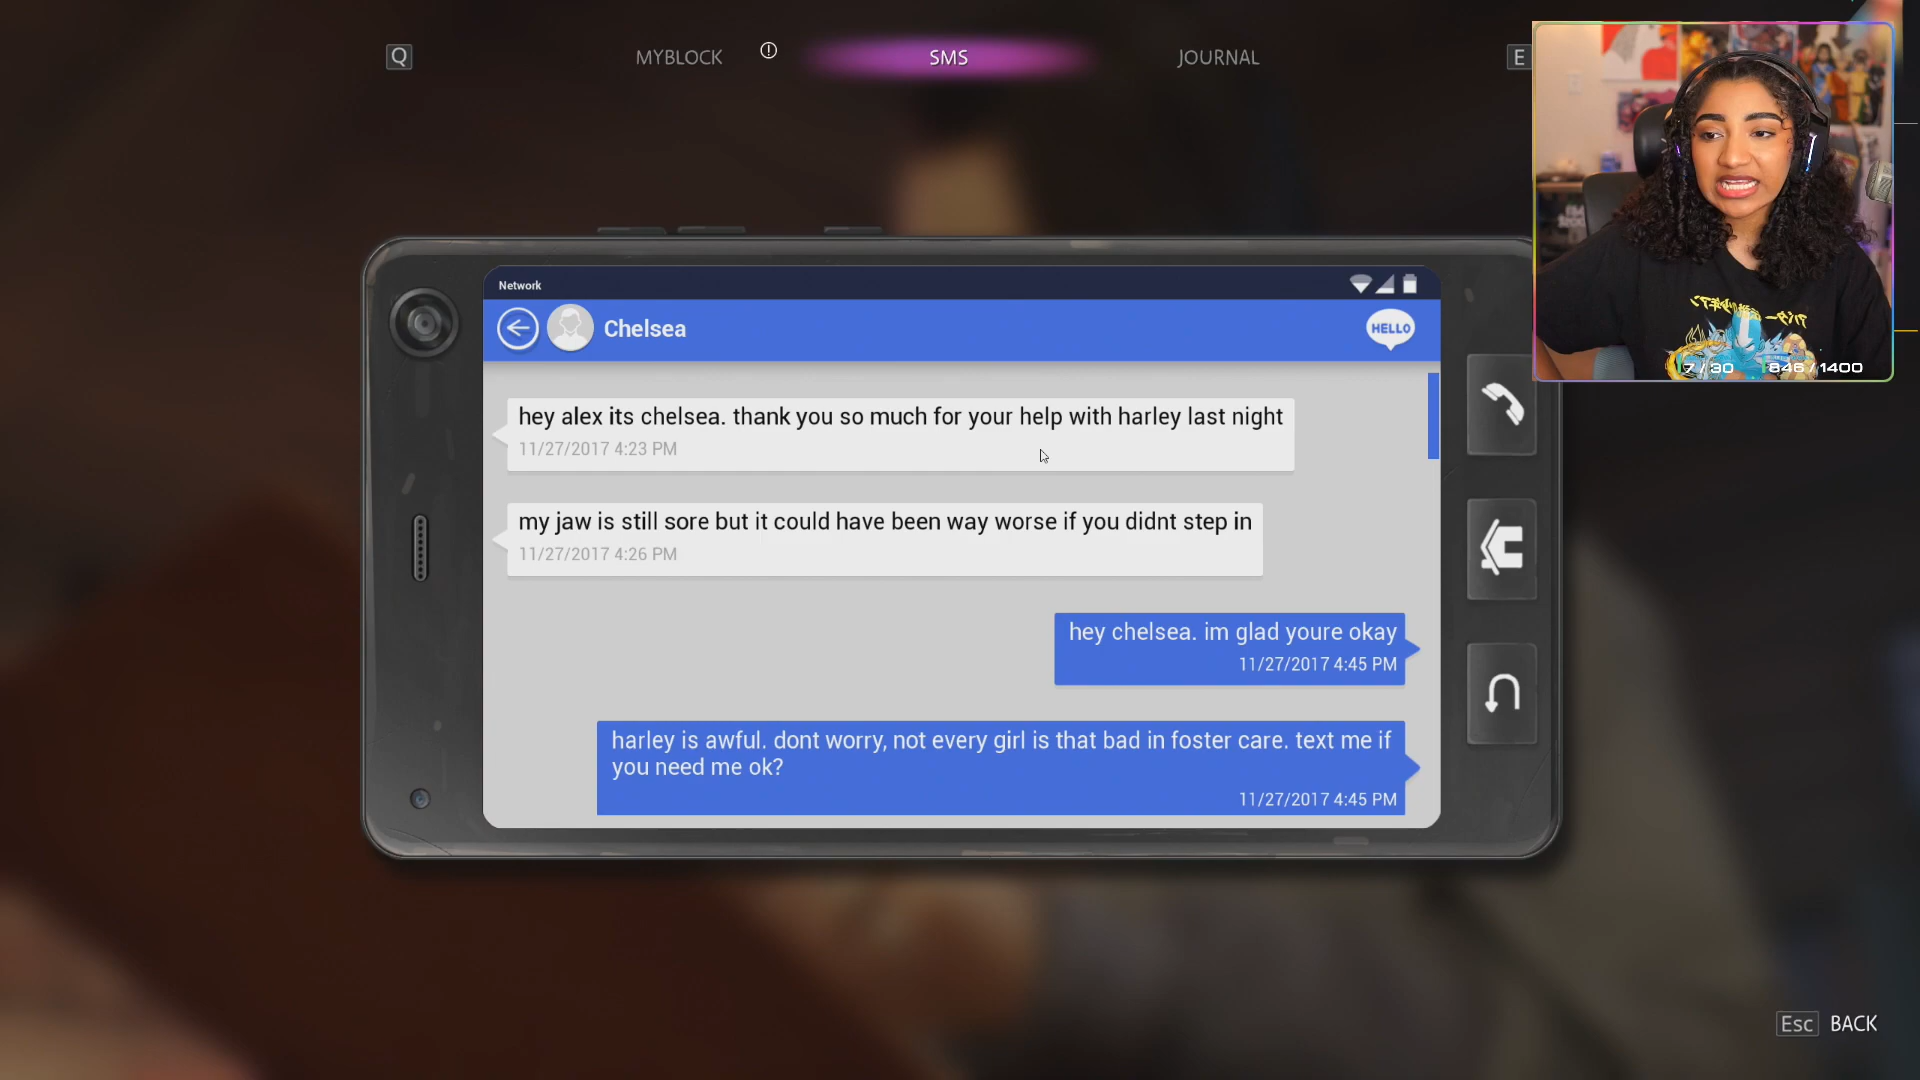 Q
MYBLOCK
SMS
JOURNAL
E
Network
Chelsea
HELLO
hey alex its chelsea. thank you so much for your help with harley last night
11/27/2017 4:23 PM
my jaw is still sore but it could have been way worse if you didnt step in
11/27/2017 4:26 PM
hey chelsea. im glad youre okay
11/27/2017 4:45 PM
harley is awful. dont worry, not every girl is that bad in foster care. text me if
you need me ok?
11/27/2017 4:45 PM
7/30
846/1400
Esc BACK